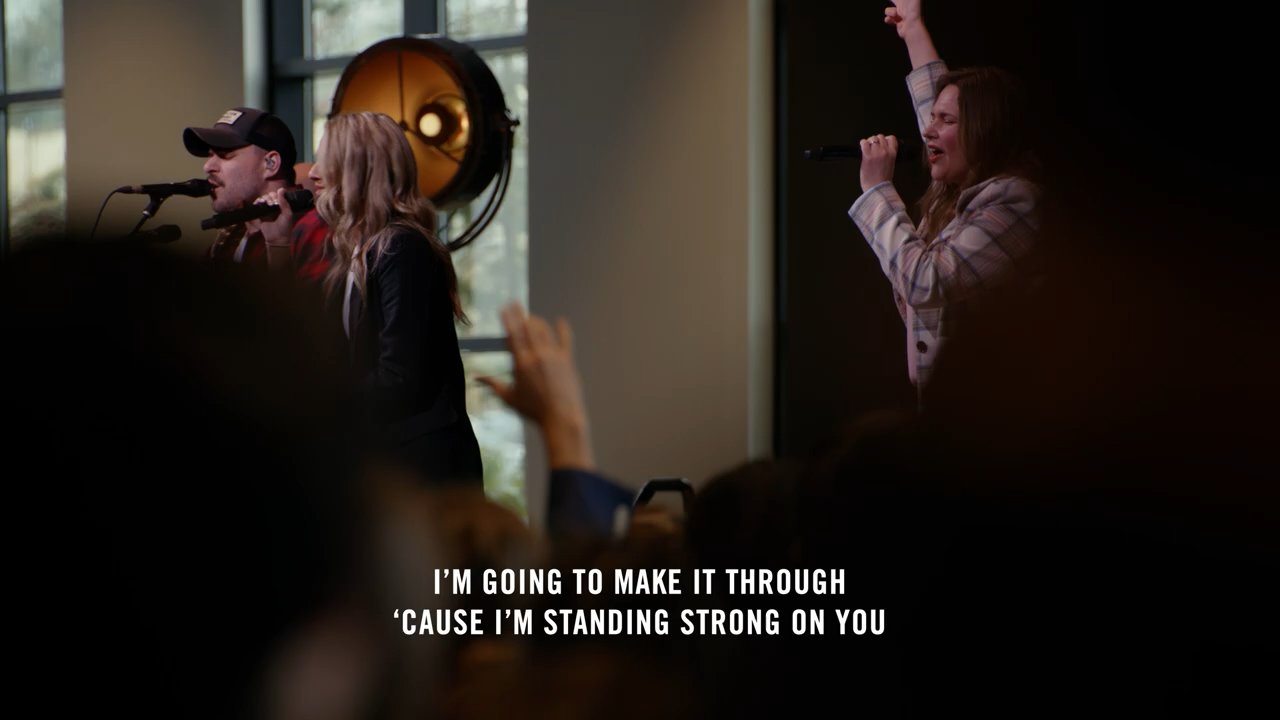 I'M GOING TO MAKE IT THROUGH
‘CAUSE I'M STANDING STRONG ON YOU